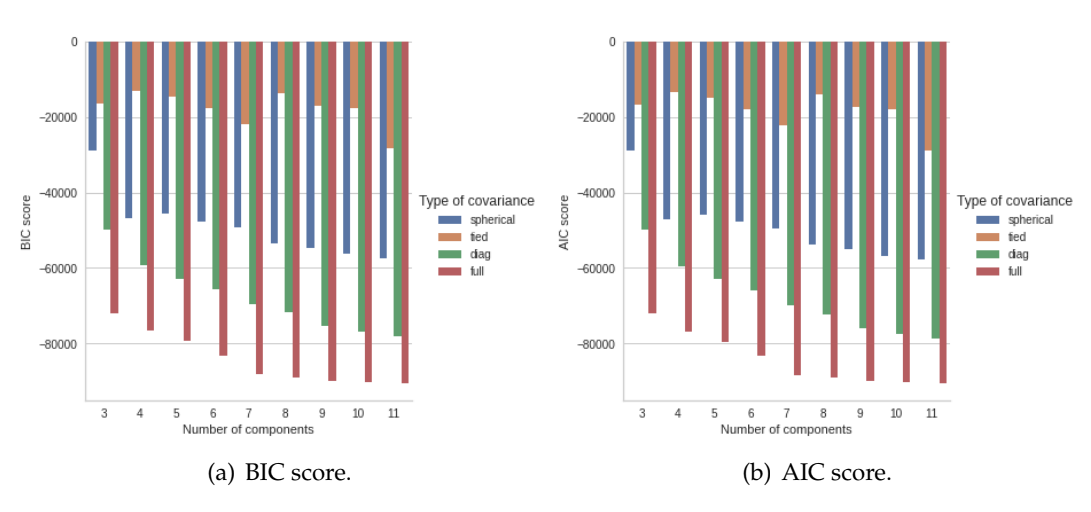 0
−20000
−40000
−60000
−80000
BIC score
3 4 5 6 7 8 9 10 11
Number of components
Type of covariance
spherical
tied
diag
full
(a) BIC score.
0
−20000
−40000
−60000
−80000
AIC score
3 4 5 6 7 8 9 10 11
Number of components
Type of covariance
spherical
tied
diag
full
(b) AIC score.